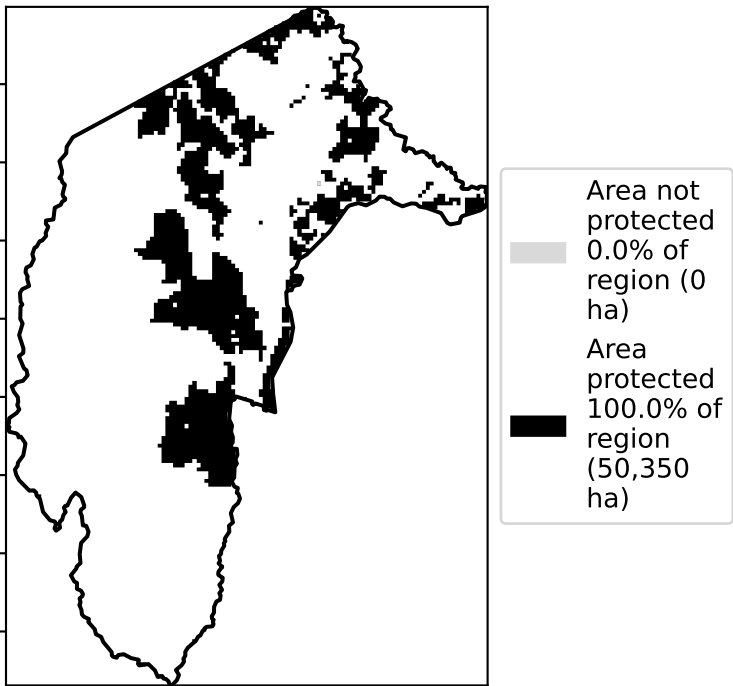 Area not
protected
0.0% of
region (0
ha)
Area
protected
100.0% of
region
(50,350
ha)